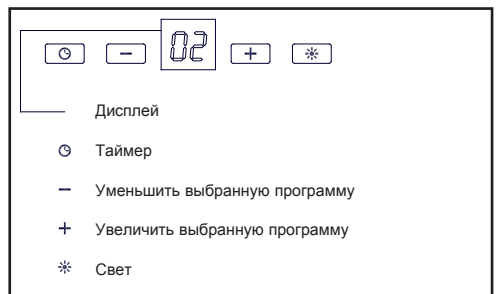 02
Дисплей
Таймер
− Уменьшить выбранную программу
+ Увеличить выбранную программу
Свет